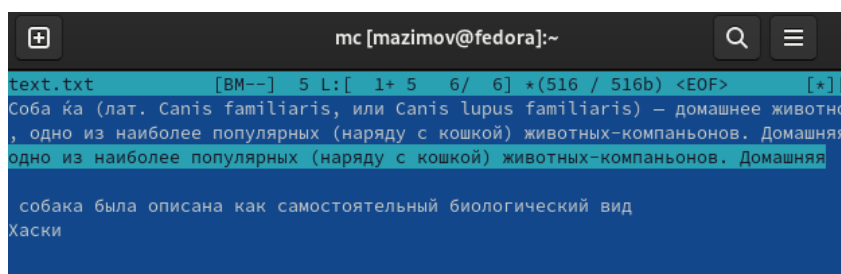 mc [mazimov@fedora]:~
text.txt [BM--] 5 L:[ 1+ 5 6/ 6] *(516 / 516b) <EOF> [*]
Соба ́ка (лат. Canis familiaris, или Canis lupus familiaris) — домашнее животно
, одно из наиболее популярных (наряду с кошкой) животных-компаньонов. Домашняя
одно из наиболее популярных (наряду с кошкой) животных-компаньонов. Домашняя
собака была описана как самостоятельный биологический вид
Хаски